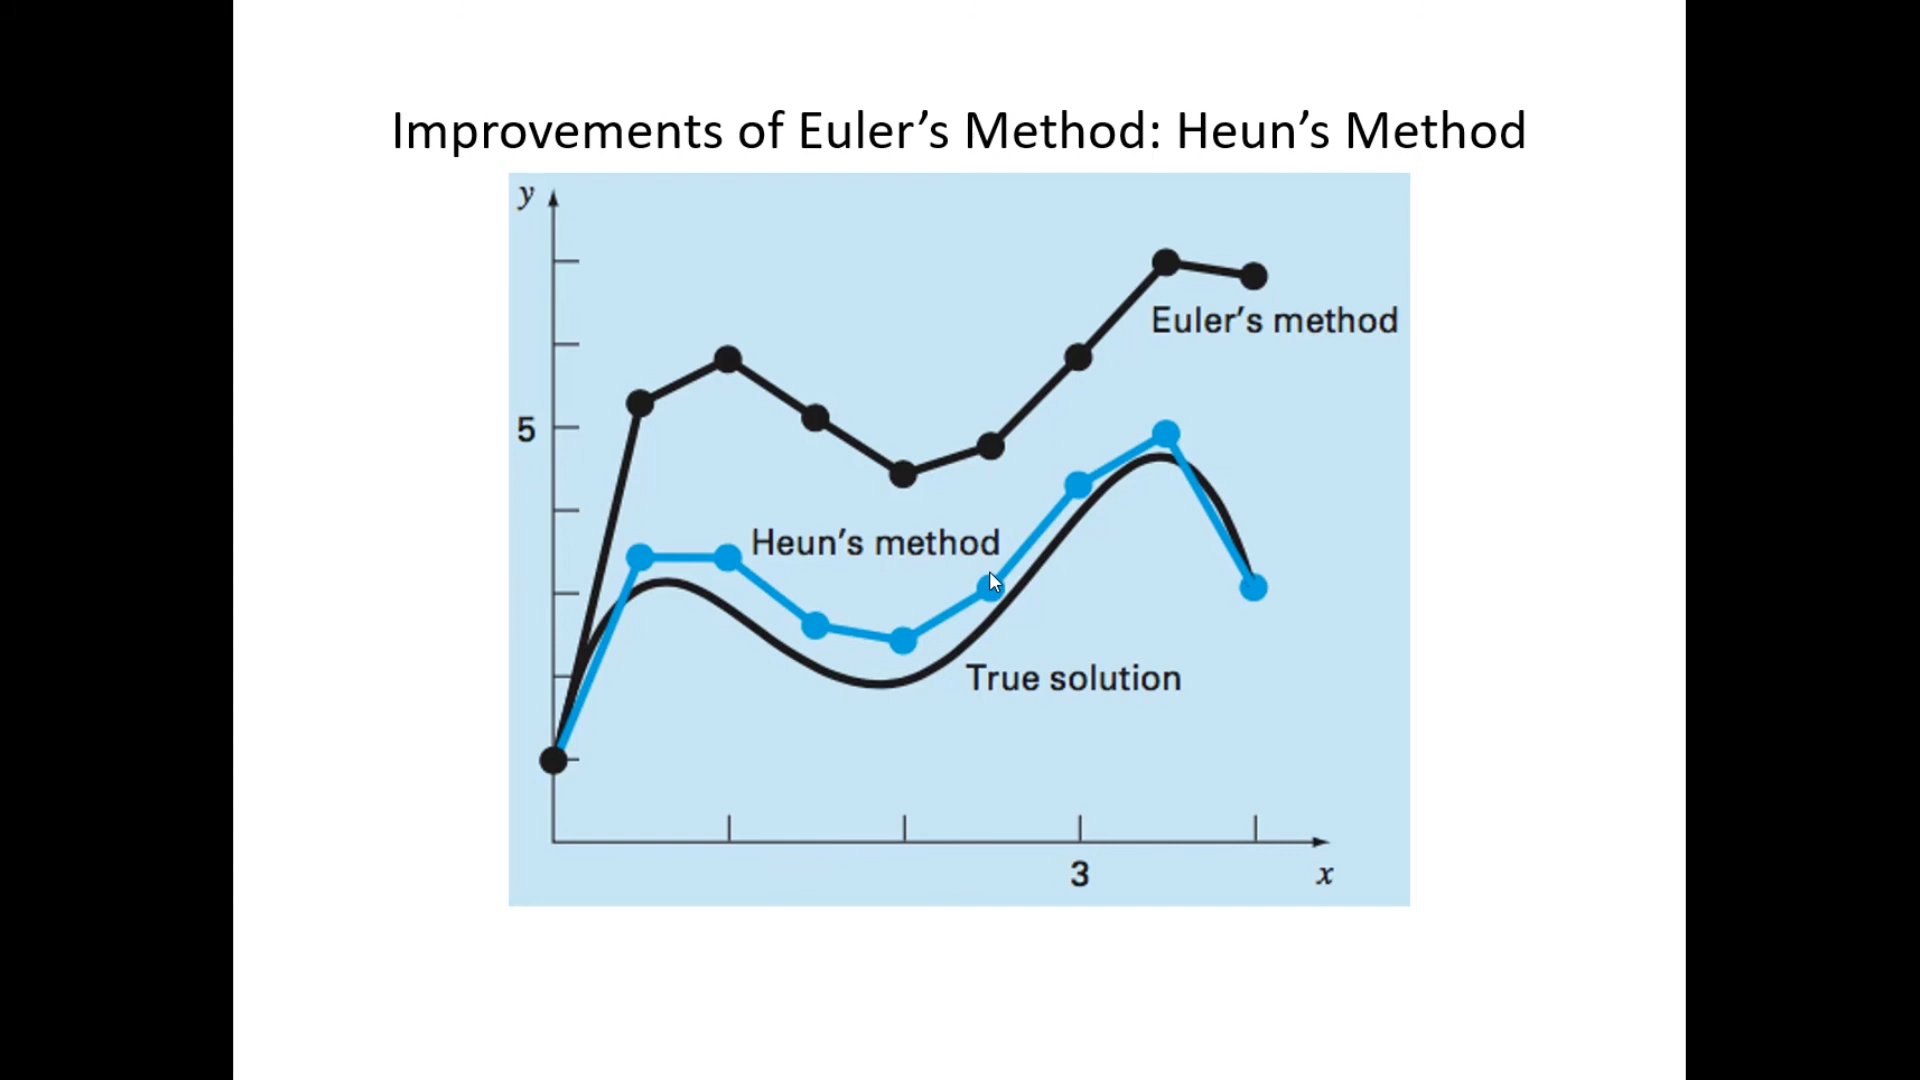 Improvements of Euler’s Method: Heun’s Method
y
Euler’s method
5
Heun’s method
True solution
3
x